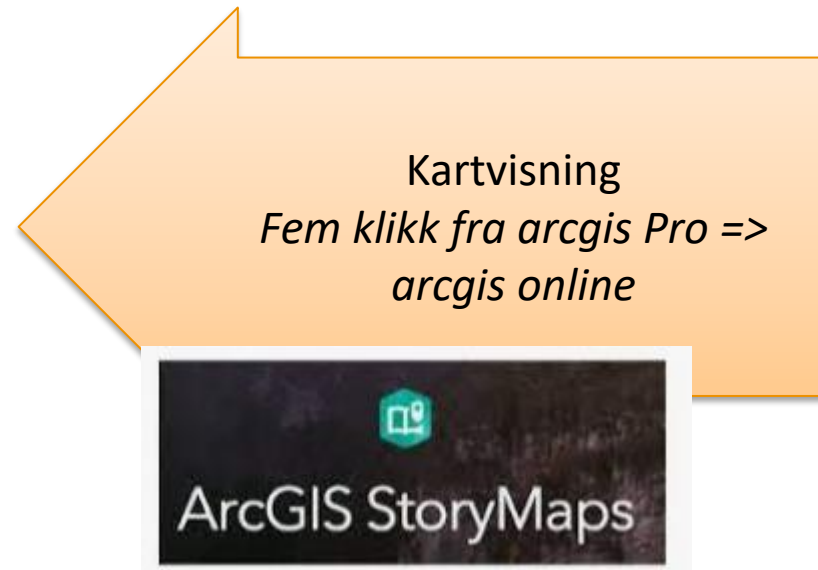 Kartvisning
Fem klikk fra arcgis Pro =>
arcgis online
ArcGIS StoryMaps